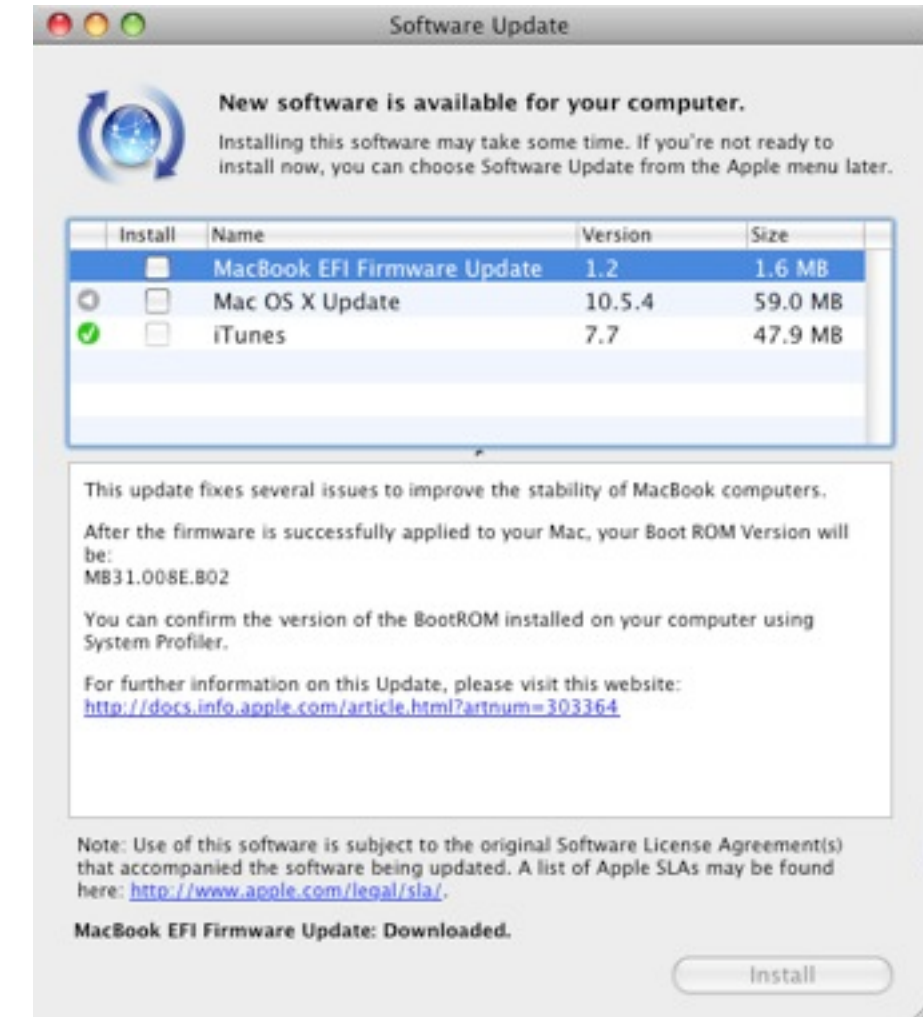 Software Update
New software is available for your computer.
Installing this software may take some time. If you're not ready to
install now, you can choose Software Update from the Apple menu later.
Install Name Version Size
MacBook EFI Firmware Update 1.2 1.6 MB
Mac OS X Update 10.5.4 59.0 MB
iTunes 7.7 47.9 MB
This update fixes several issues to improve the stability of MacBook computers.
After the firmware is successfully applied to your Mac, your Boot ROM Version will
be:
MB31.008E.B02
You can confirm the version of the BootROM installed on your computer using
System Profiler.
For further information on this Update, please visit this website:
http://docs.info.apple.com/article.html?artnum=303364
Note: Use of this software is subject to the original Software License Agreement(s)
that accompanied the software being updated. A list of Apple SLAs may be found
here: http://www.apple.com/legal/sla/.
MacBook EFI Firmware Update: Downloaded.
Install